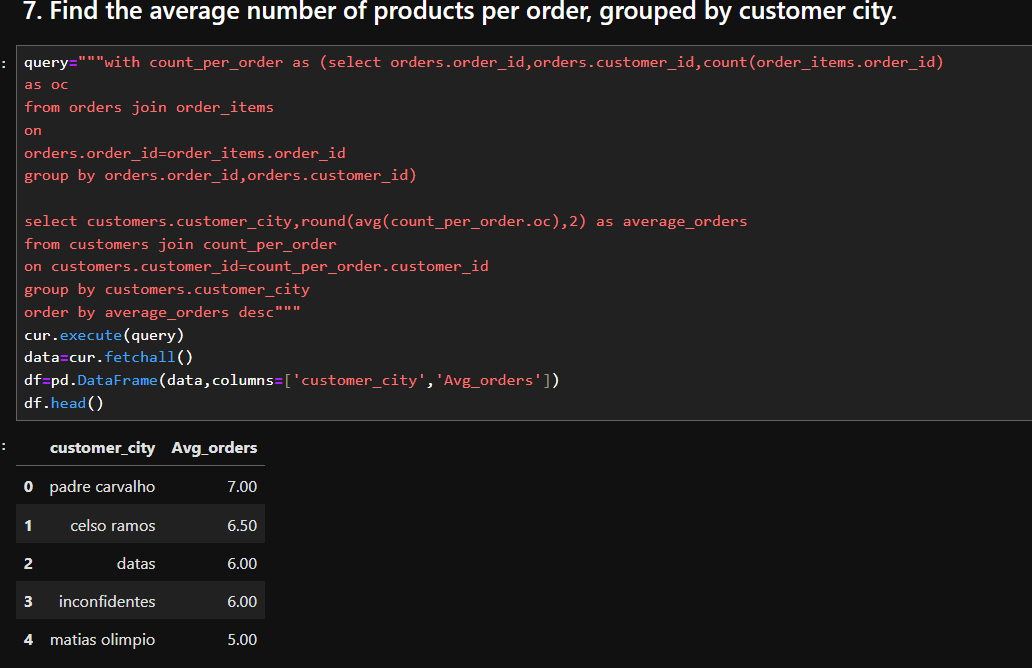 7. Find the average number of products per order, grouped by customer city.
: query="""with count_per_order as (select orders.order_id,orders.customer_id,count(order_items.order_id)
as oc
from orders join order_items
on
orders.order_id=order_items.order_id
group by orders.order_id,orders.customer_id)
select customers.customer_city,round(avg(count_per_order.oc),2) as average_orders
from customers join count_per_order
on customers.customer_id=count_per_order.customer_id
group by customers.customer_city
order by average_orders desc"""
cur.execute(query)
data=cur.fetchall()
df=pd.DataFrame(data,columns=['customer_city','Avg_orders'])
df.head()
: customer_city Avg_orders
0 padre carvalho 7.00
1 celso ramos 6.50
2 datas 6.00
3 inconfidentes 6.00
4 matias olimpio 5.00